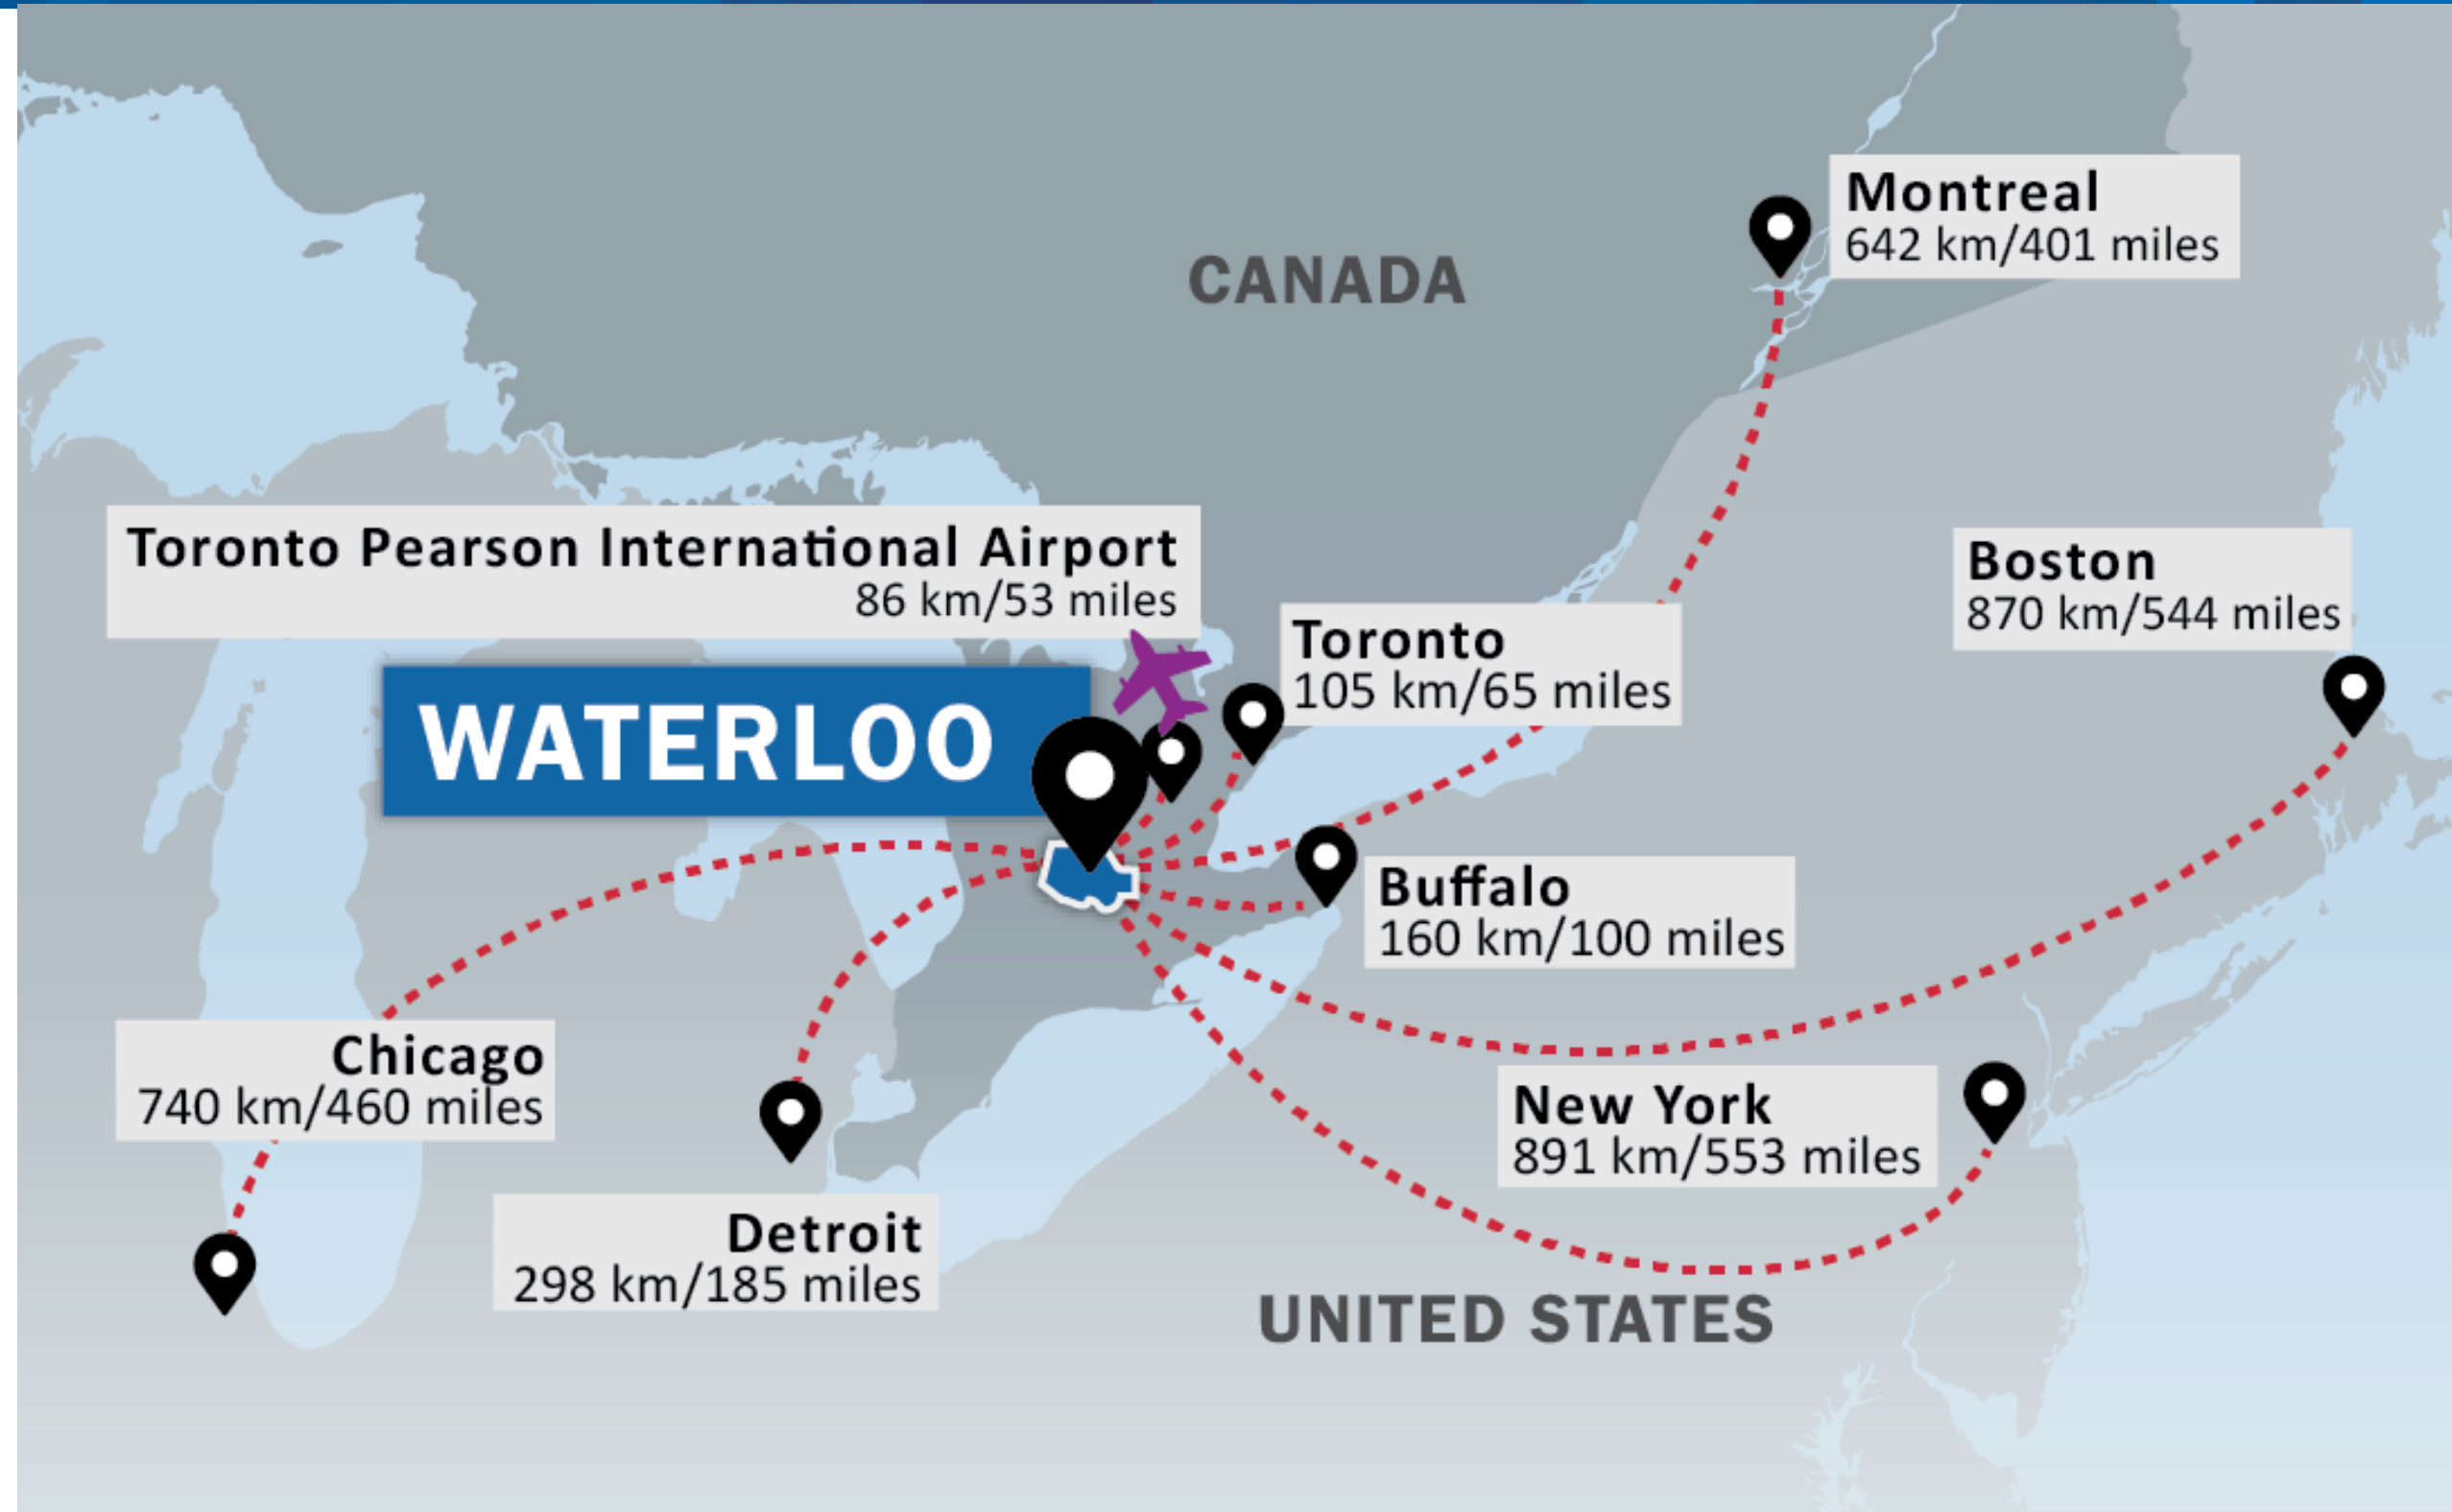 Montreal
642 km/401 miles
CANADA
Toronto Pearson International Airport
86 km/53 miles
Boston
870 km/544 miles
Toronto
105 km/65 miles
WATERLOO
Buffalo
160 km/100 miles
Chicago
740 km/460 miles
New York
891 km/553 miles
Detroit
298 km/185 miles
UNITED STATES